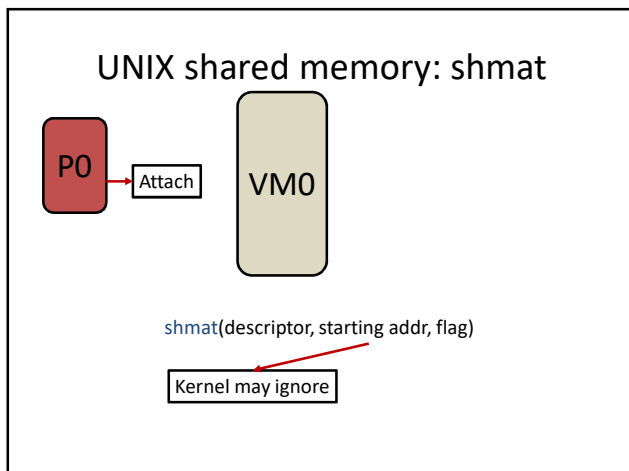 UNIX shared memory: shmat
P0
Attach
VM0
shmat(descriptor, starting addr, flag)
Kernel may ignore